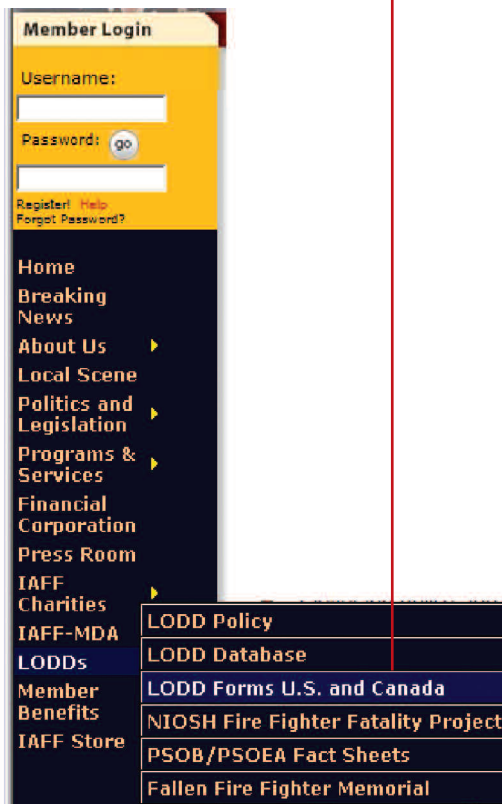 Member Login
Username:
Password: go
Register! Help
Forgot Password?
Home
Breaking
News
About Us
Local Scene
Politics and
Legislation
Programs &
Services
Financial
Corporation
Press Room
IAFF
Charities
IAFF-MDA
LODDs
Member
Benefits
IAFF Store
LODD Policy
LODD Database
LODD Forms U.S. and Canada
NIOSH Fire Fighter Fatality Project
PSOB/PSOEA Fact Sheets
Fallen Fire Fighter Memorial